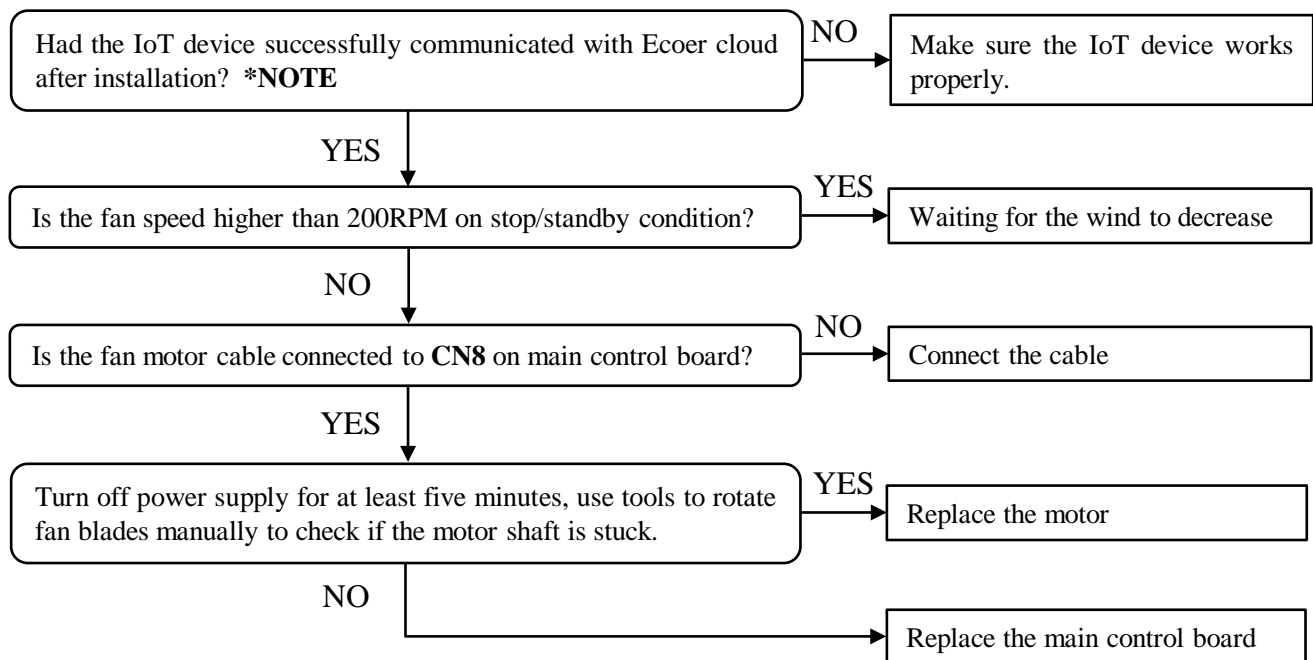 Had the IoT device successfully communicated with Ecoer cloud
after installation? *NOTE
NO
Make sure the IoT device works
properly.
YES
Is the fan speed higher than 200RPM on stop/standby condition?
YES
Waiting for the wind to decrease
NO
Is the fan motor cable connected to CN8 on main control board?
NO
Connect the cable
YES
Turn off power supply for at least five minutes, use tools to rotate
fan blades manually to check if the motor shaft is stuck.
YES
Replace the motor
NO
Replace the main control board